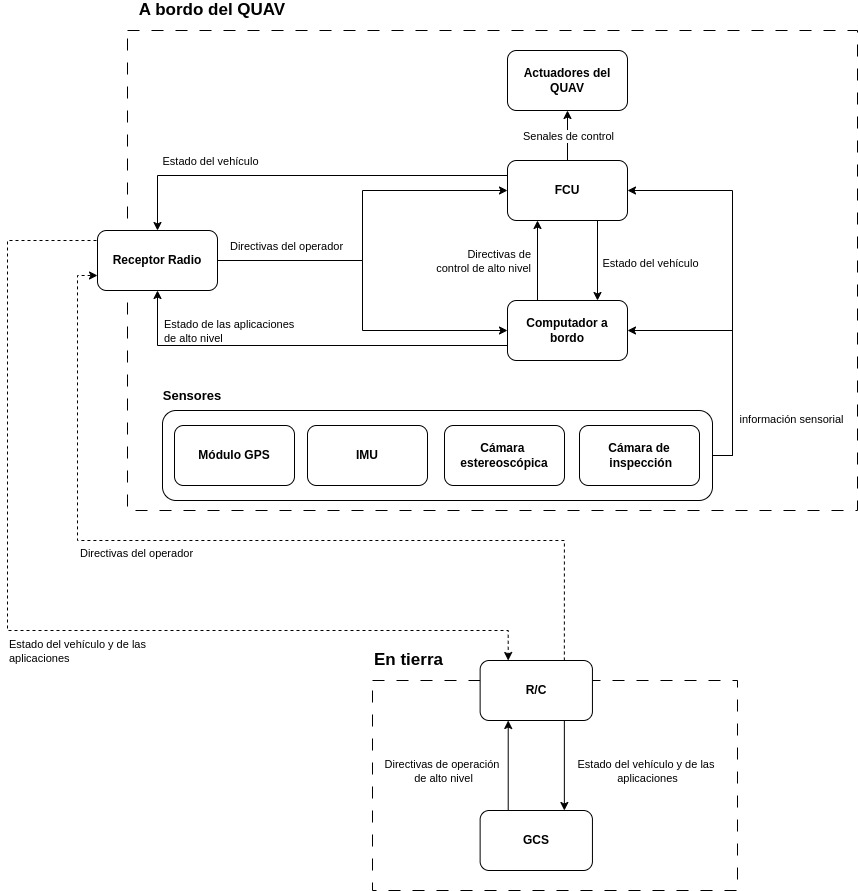 A bordo del QUAV
Actuadores del
QUAV
Senales de control
Estado del vehículo
FCU
Directivas del operador
Receptor Radio
Directivas de
control de alto nivel
Estado del vehículo
Estado de las aplicaciones
de alto nivel
Computador a
bordo
Sensores
información sensorial
Módulo GPS
IMU
Cámara
estereoscópica
Cámara de
inspección
Directivas del operador
Estado del vehículo y de las
aplicaciones
En tierra
R/C
Directivas de operación
de alto nivel
Estado del vehículo y de las
aplicaciones
GCS